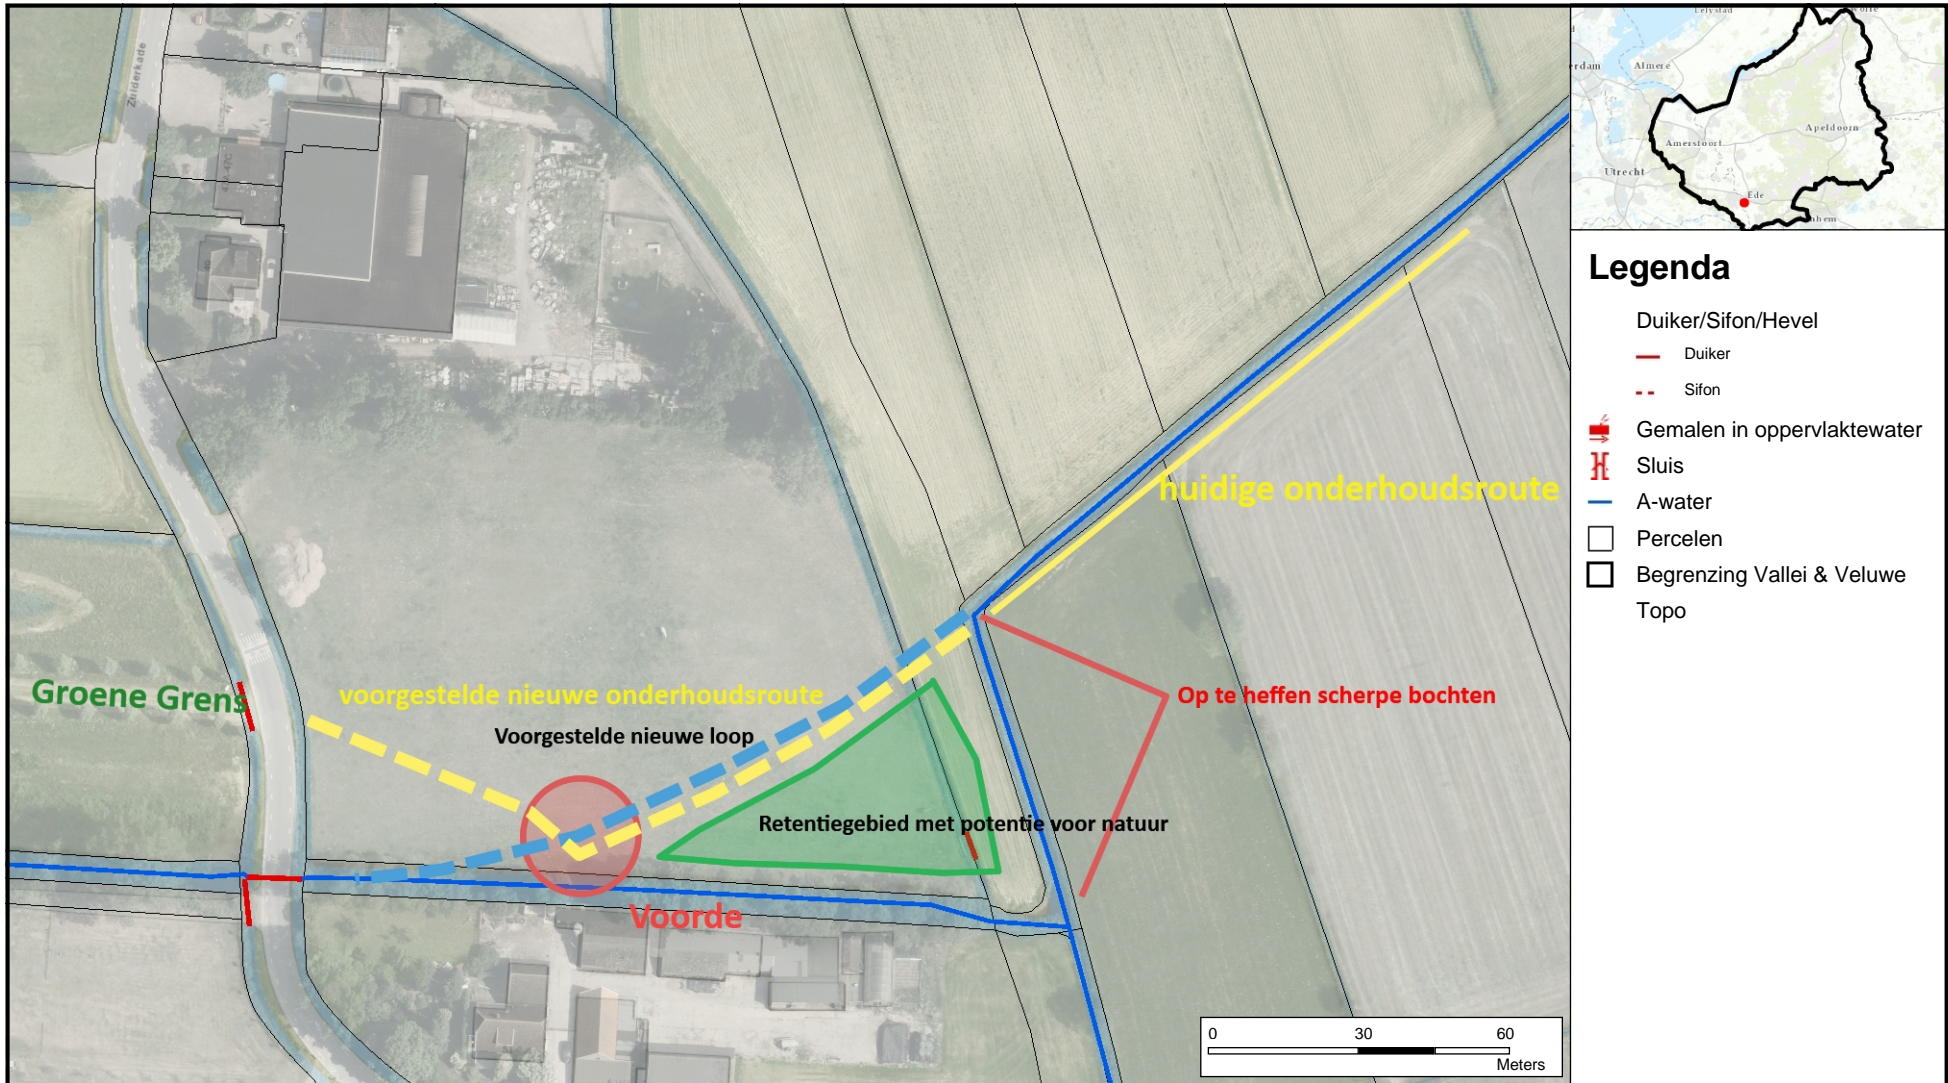 Zuiderkade
huidige onderhoudsroute
Groene Grens
voorgestelde nieuwe onderhoudsroute
Voorgestelde nieuwe loop
Op te heffen scherpe bochten
Retentiegebied met potentie voor natuur
Voorde
0 30 60
Meters
Lelystad
Almere
Apeldoorn
Amersfoort
Utrecht
Ede
Legenda
Duiker/Sifon/Hevel
Duiker
Sifon
Gemalen in oppervlaktewater
Sluis
A-water
Percelen
Begrenzing Vallei & Veluwe
Topo